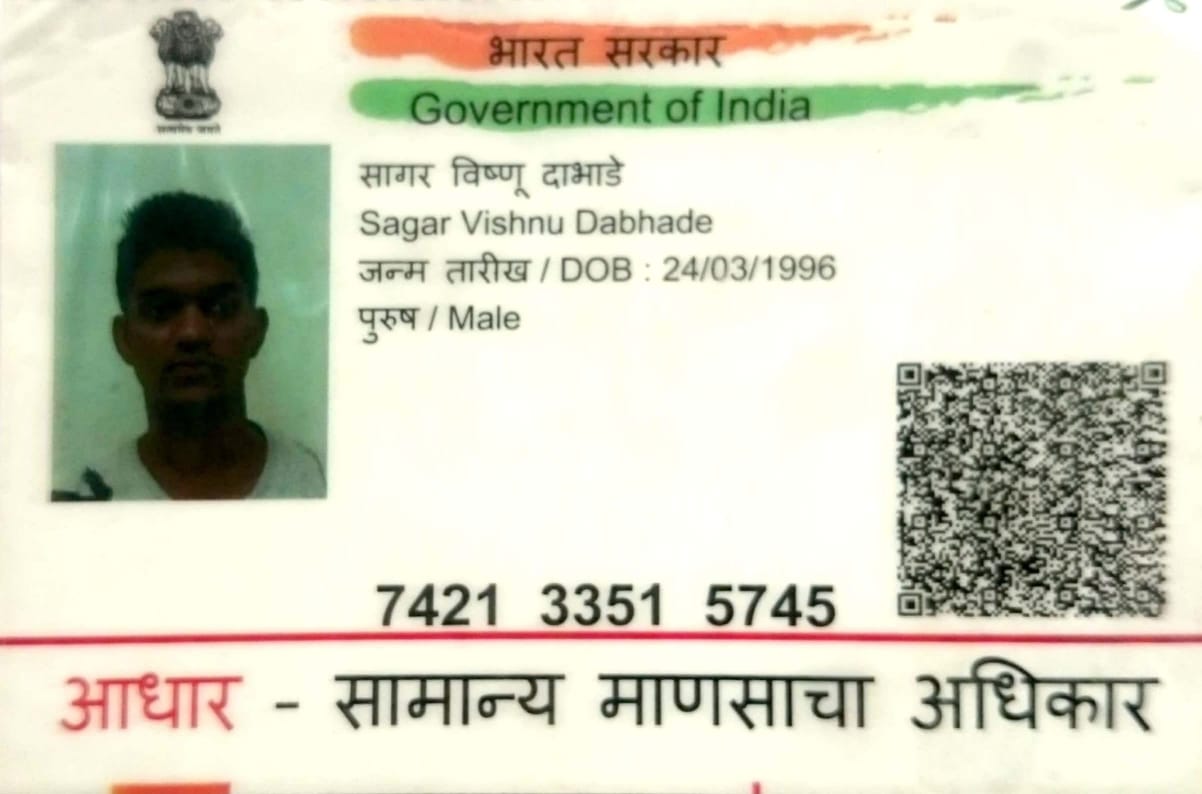 भारत सरकार
Government of India
सत्यमेव जयते
सागर विष्णू दाभाडे
Sagar Vishnu Dabhade
जन्म तारीख / DOB : 24/03/1996
पुरुष / Male
7421 3351 5745
आधार - सामान्य माणसाचा अधिकार